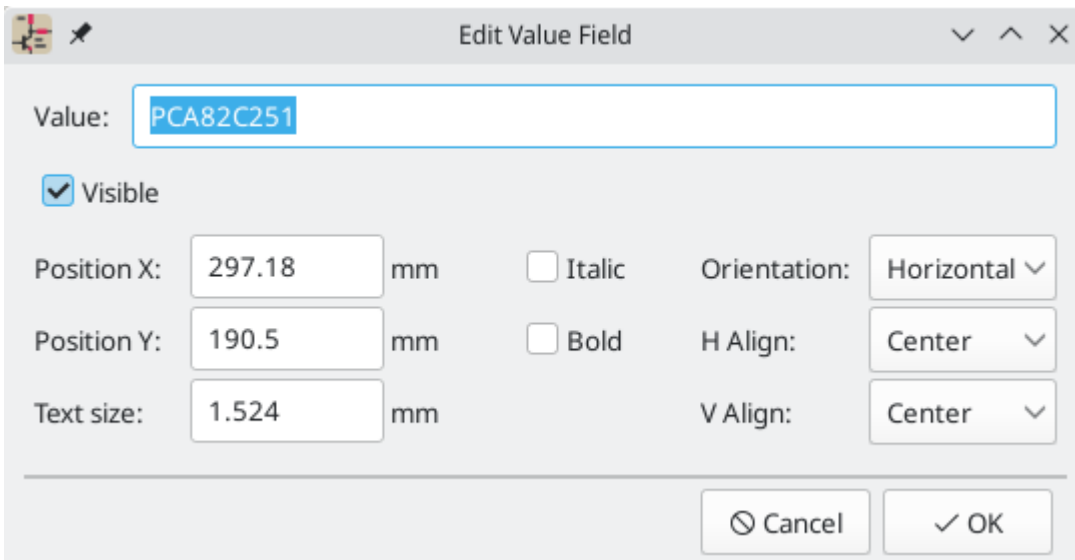 Edit Value Field
Value: PCA82C251
Visible
Position X: 297.18 mm Italic Orientation: Horizontal
Position Y: 190.5 mm Bold H Align: Center
Text size: 1.524 mm V Align: Center
Cancel OK